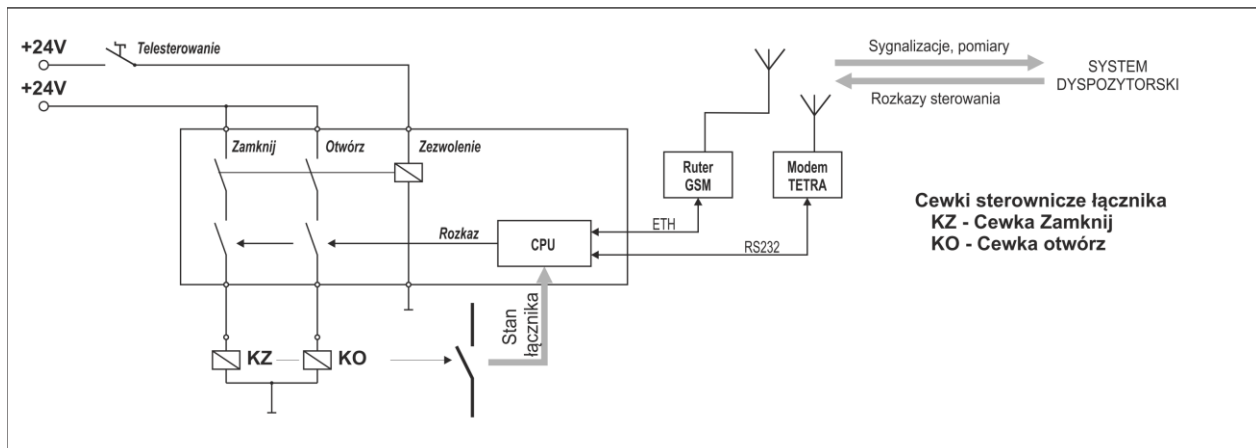 +24V
Telesterowanie
+24V
Zamknij
Otwórz
Zezwolenie
Rozkaz
CPU
ETH
RS232
Ruter
GSM
Modem
TETRA
Sygnalizacje, pomiary
Rozkazy sterowania
SYSTEM
DYSPOZYTORSKI
Cewki sterownicze łącznika
KZ - Cewka Zamknij
KO - Cewka otwórz
KZ
KO
Stan
łącznika